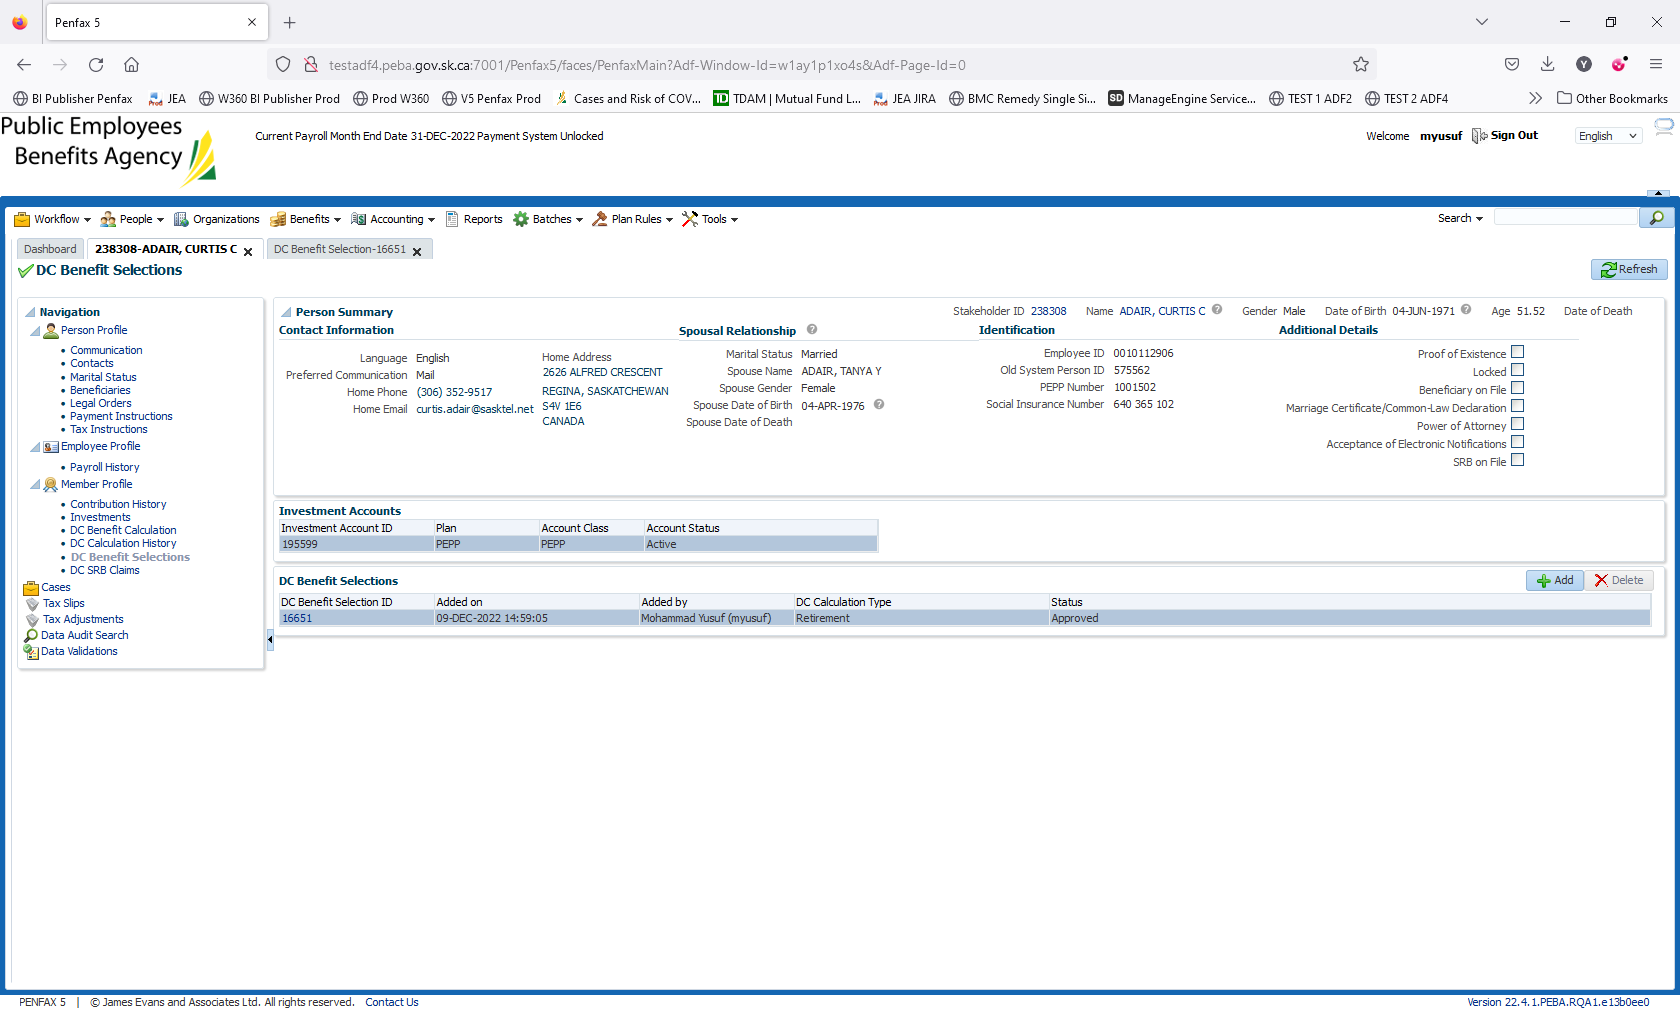 Penfax 5
testadf4.peba.gov.sk.ca:7001/Penfax5/faces/PenfaxMain?Adf-Window-Id=w1ay1p1xo4s&Adf-Page-Id=0
BI Publisher Penfax JEA W360 BI Publisher Prod Prod W360 V5 Penfax Prod Cases and Risk of COV... TDAM | Mutual Fund L... JEA JIRA BMC Remedy Single Si... ManageEngine Service... TEST 1 ADF2 TEST 2 ADF4 Other Bookmarks
Public Employees
Benefits Agency
Current Payroll Month End Date 31-DEC-2022 Payment System Unlocked
Welcome myusuf Sign Out English
Workflow People Organizations Benefits Accounting Reports Batches Plan Rules Tools Search
Dashboard 238308-ADAIR, CURTIS C DC Benefit Selection-16651
DC Benefit Selections
Refresh
Navigation
Person Profile
Communication
Contacts
Marital Status
Beneficiaries
Legal Orders
Payment Instructions
Tax Instructions
Employee Profile
Payroll History
Member Profile
Contribution History
Investments
DC Benefit Calculation
DC Calculation History
DC Benefit Selections
DC SRB Claims
Cases
Tax Slips
Tax Adjustments
Data Audit Search
Data Validations
Person Summary
Stakeholder ID 238308 Name ADAIR, CURTIS C Gender Male Date of Birth 04-JUN-1971 Age 51.52 Date of Death
Contact Information
Language English
Preferred Communication Mail
Home Phone (306) 352-9517
Home Email curtis.adair@sasktel.net
Home Address
2626 ALFRED CRESCENT
REGINA, SASKATCHEWAN
S4V 1E6
CANADA
Spousal Relationship
Marital Status Married
Spouse Name ADAIR, TANYA Y
Spouse Gender Female
Spouse Date of Birth 04-APR-1976
Spouse Date of Death
Identification
Employee ID 0010112906
Old System Person ID 575562
PEPP Number 1001502
Social Insurance Number 640 365 102
Additional Details
Proof of Existence
Locked
Beneficiary on File
Marriage Certificate/Common-Law Declaration
Power of Attorney
Acceptance of Electronic Notifications
SRB on File
Investment Accounts
Investment Account ID Plan Account Class Account Status
195599 PEPP PEPP Active
DC Benefit Selections
Add Delete
DC Benefit Selection ID Added on Added by DC Calculation Type Status
16651 09-DEC-2022 14:59:05 Mohammad Yusuf (myusuf) Retirement Approved
PENFAX 5 | © James Evans and Associates Ltd. All rights reserved. Contact Us
Version 22.4.1.PEBA.RQA1.e13b0ee0